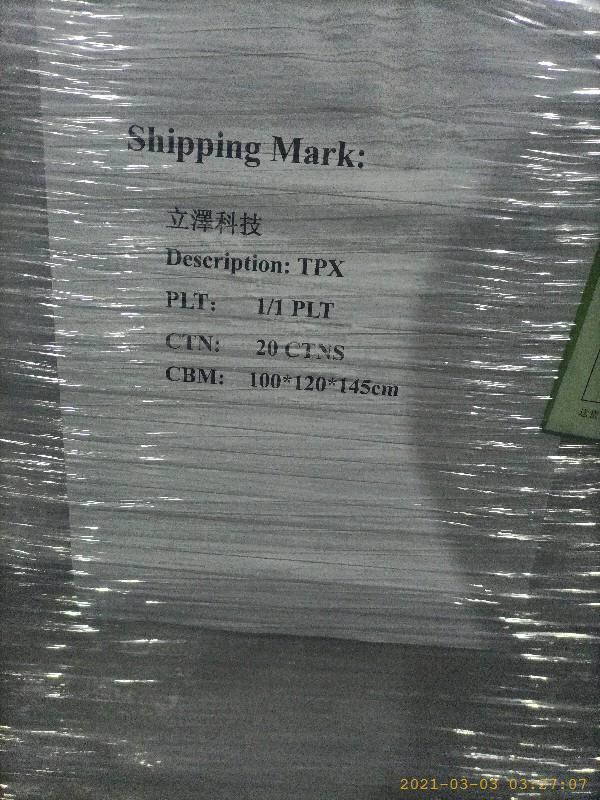 Shipping Mark:
立澤科技
Description: TPX
PLT: 1/1 PLT
CTN: 20 CTNS
CBM: 100*120*145cm
2021-03-03 03:27:07